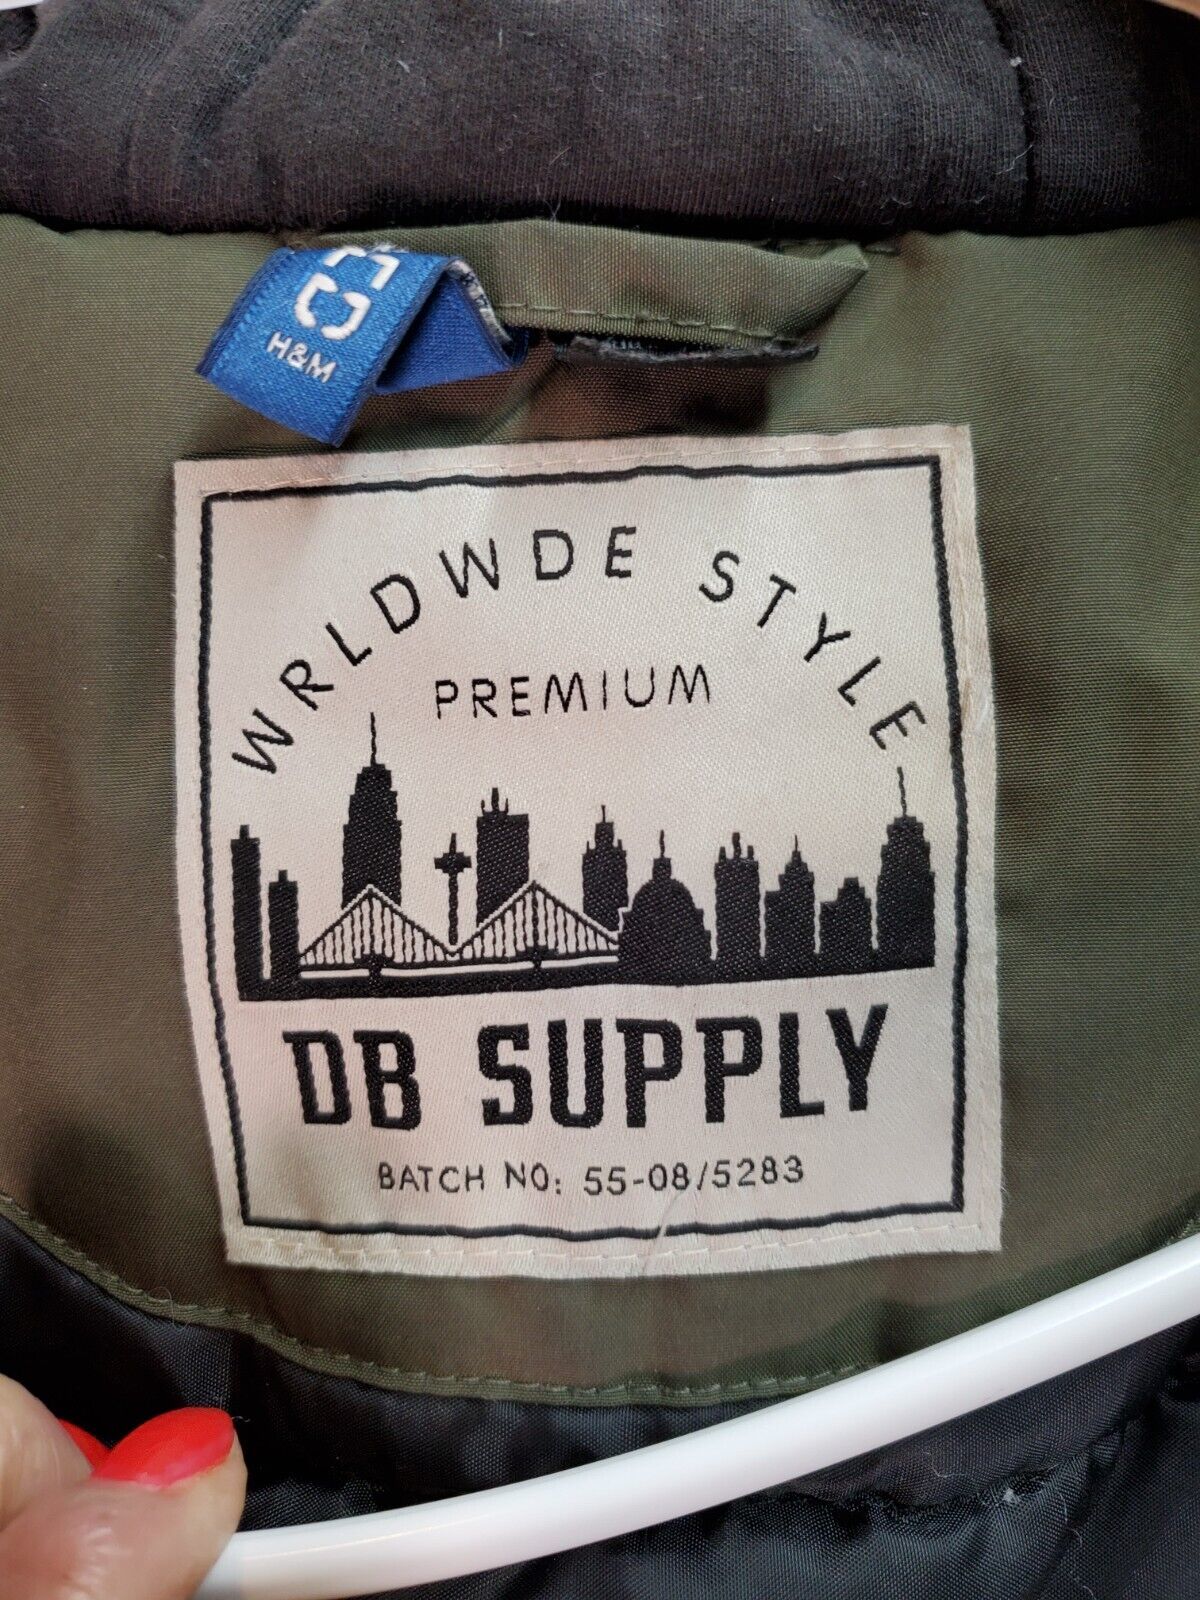 H&M
WRLDWDE STYLE
PREMIUM
DB SUPPLY
BATCH NO: 55-08/5283